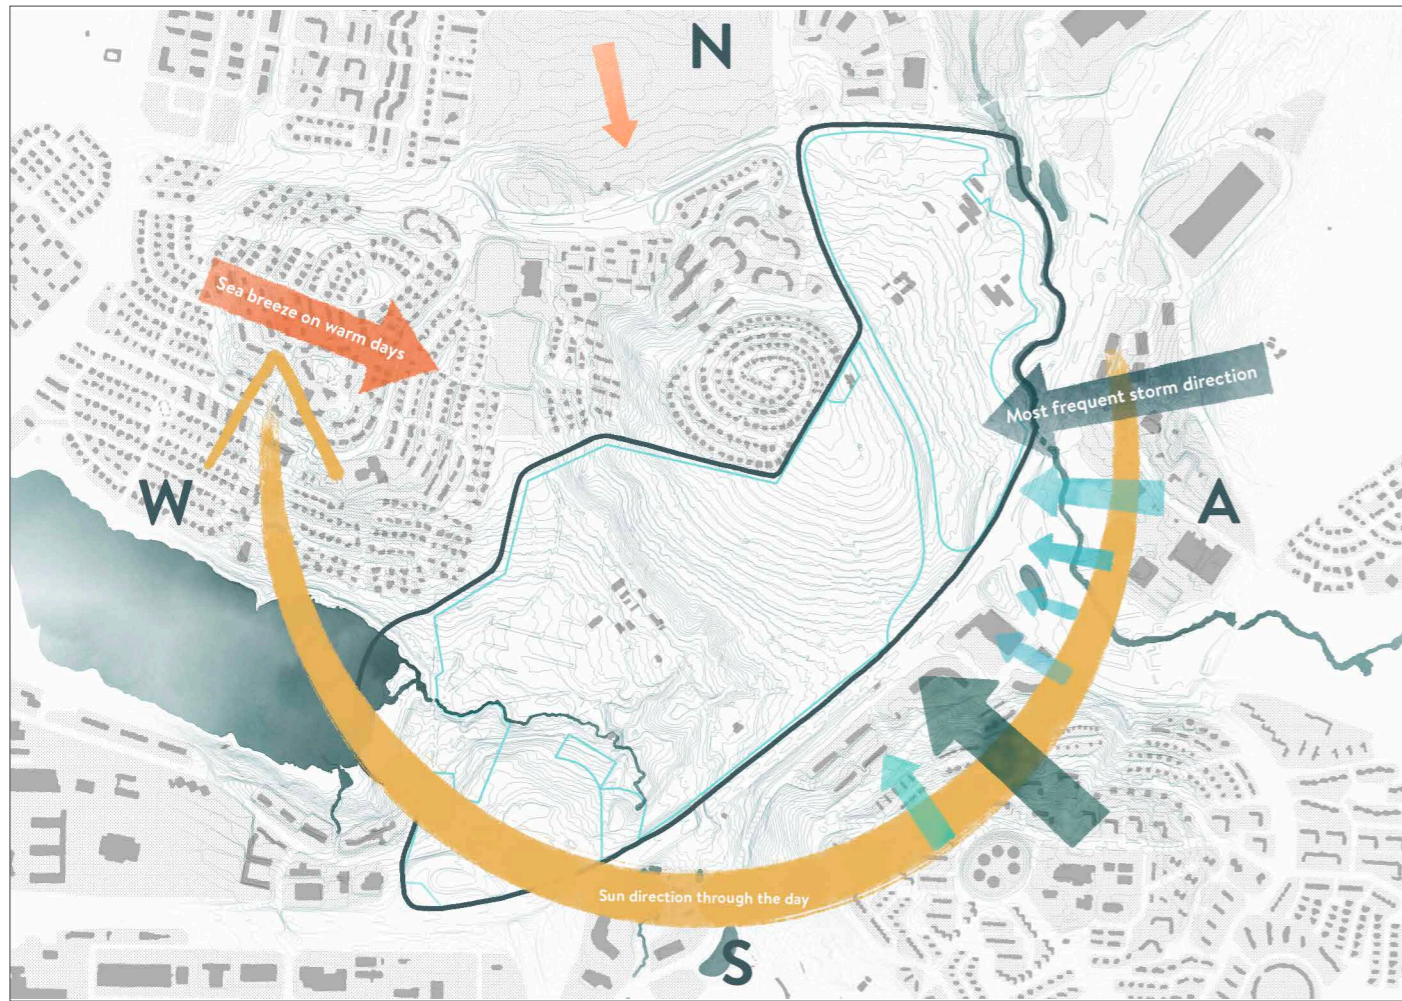 N
Sea breeze on warm days
Most frequent storm direction
W
A
Sun direction through the day
S